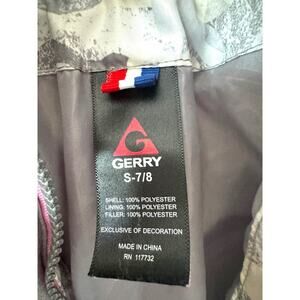 GERRY
S-7/8
SHELL: 100% POLYESTER
LINING: 100% POLYESTER
FILLER: 100% POLYESTER
EXCLUSIVE OF DECORATION
MADE IN CHINA
RN 117732